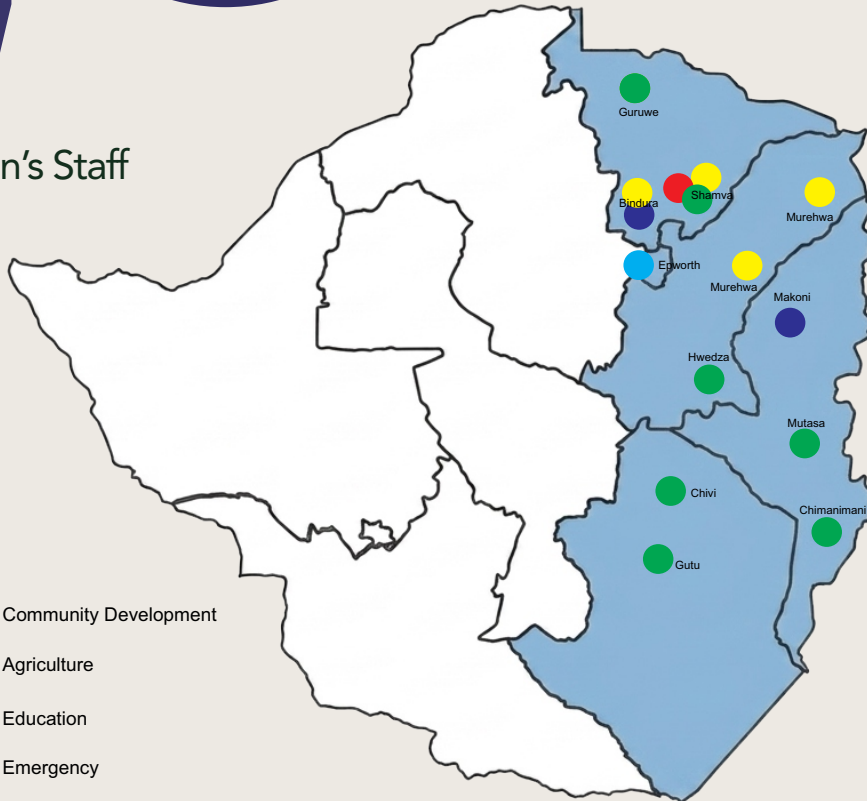 n's Staff
Guruwe
Shamva
Bindura
Murehwa
Epworth
Murehwa
Makoni
Hwedza
Mutasa
Chivi
Chimanimani
Gutu
Community Development
Agriculture
Education
Emergency